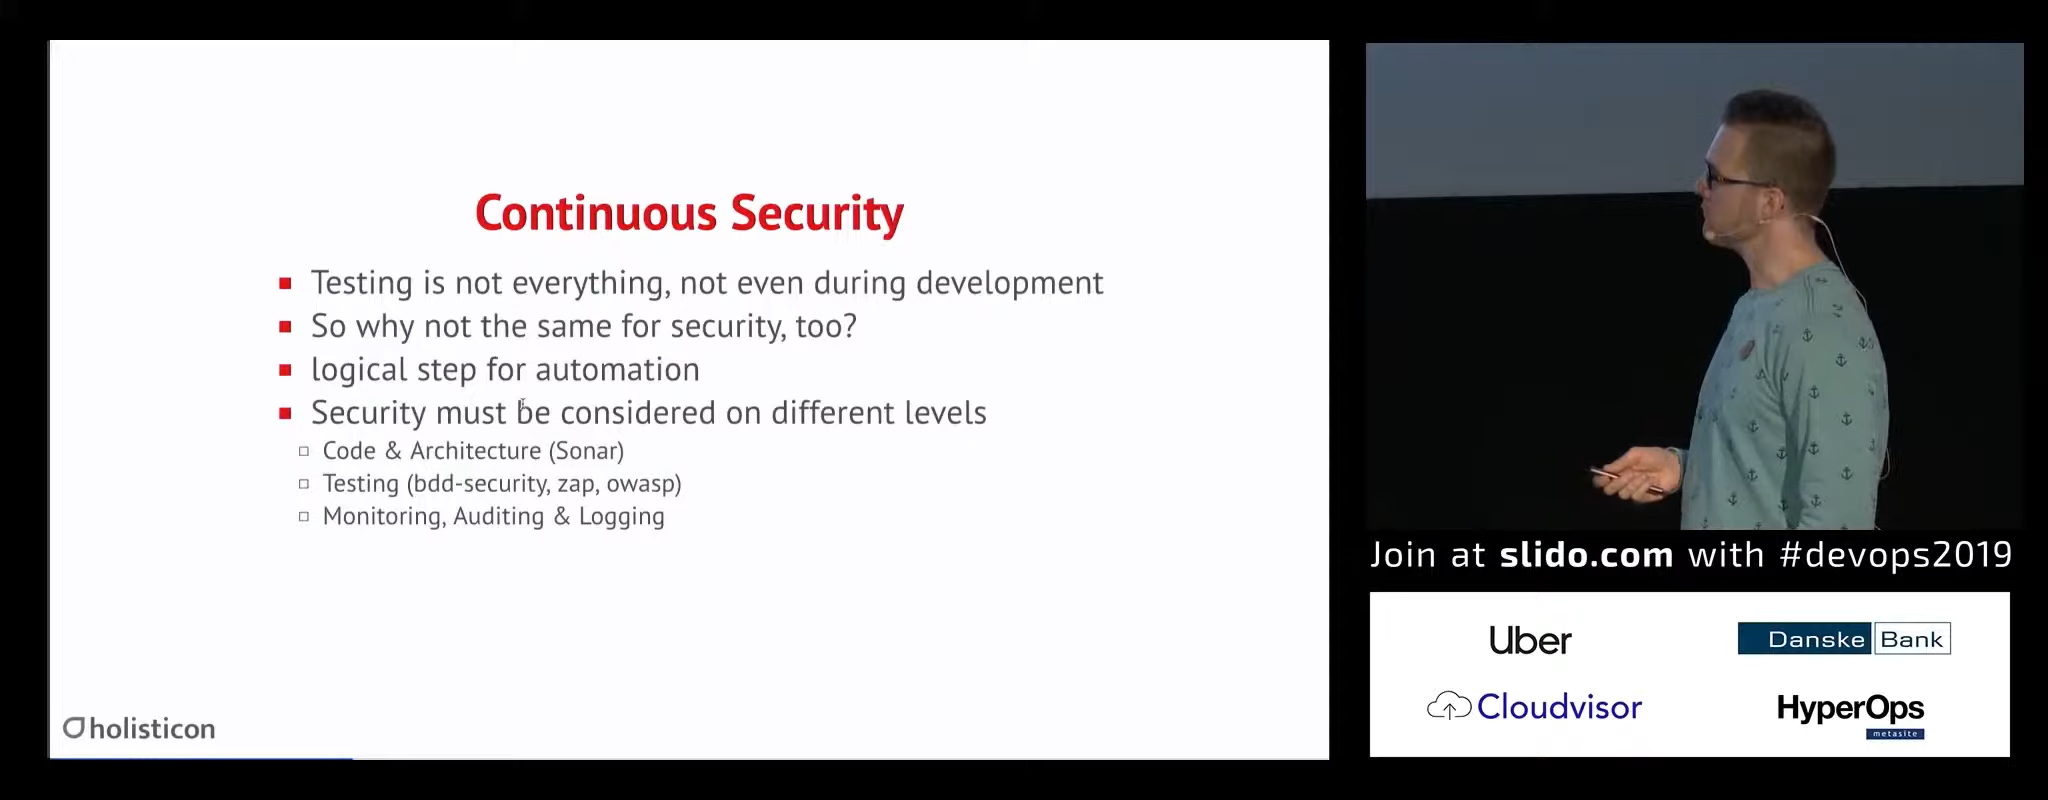 Continuous Security
Testing is not everything, not even during development
So why not the same for security, too?
logical step for automation
Security must be considered on different levels
Code & Architecture (Sonar)
Testing (bdd-security, zap, owasp)
Monitoring, Auditing & Logging
holisticon
Join at slido.com with #devops2019
Uber
Danske Bank
Cloudvisor
HyperOps
metasite